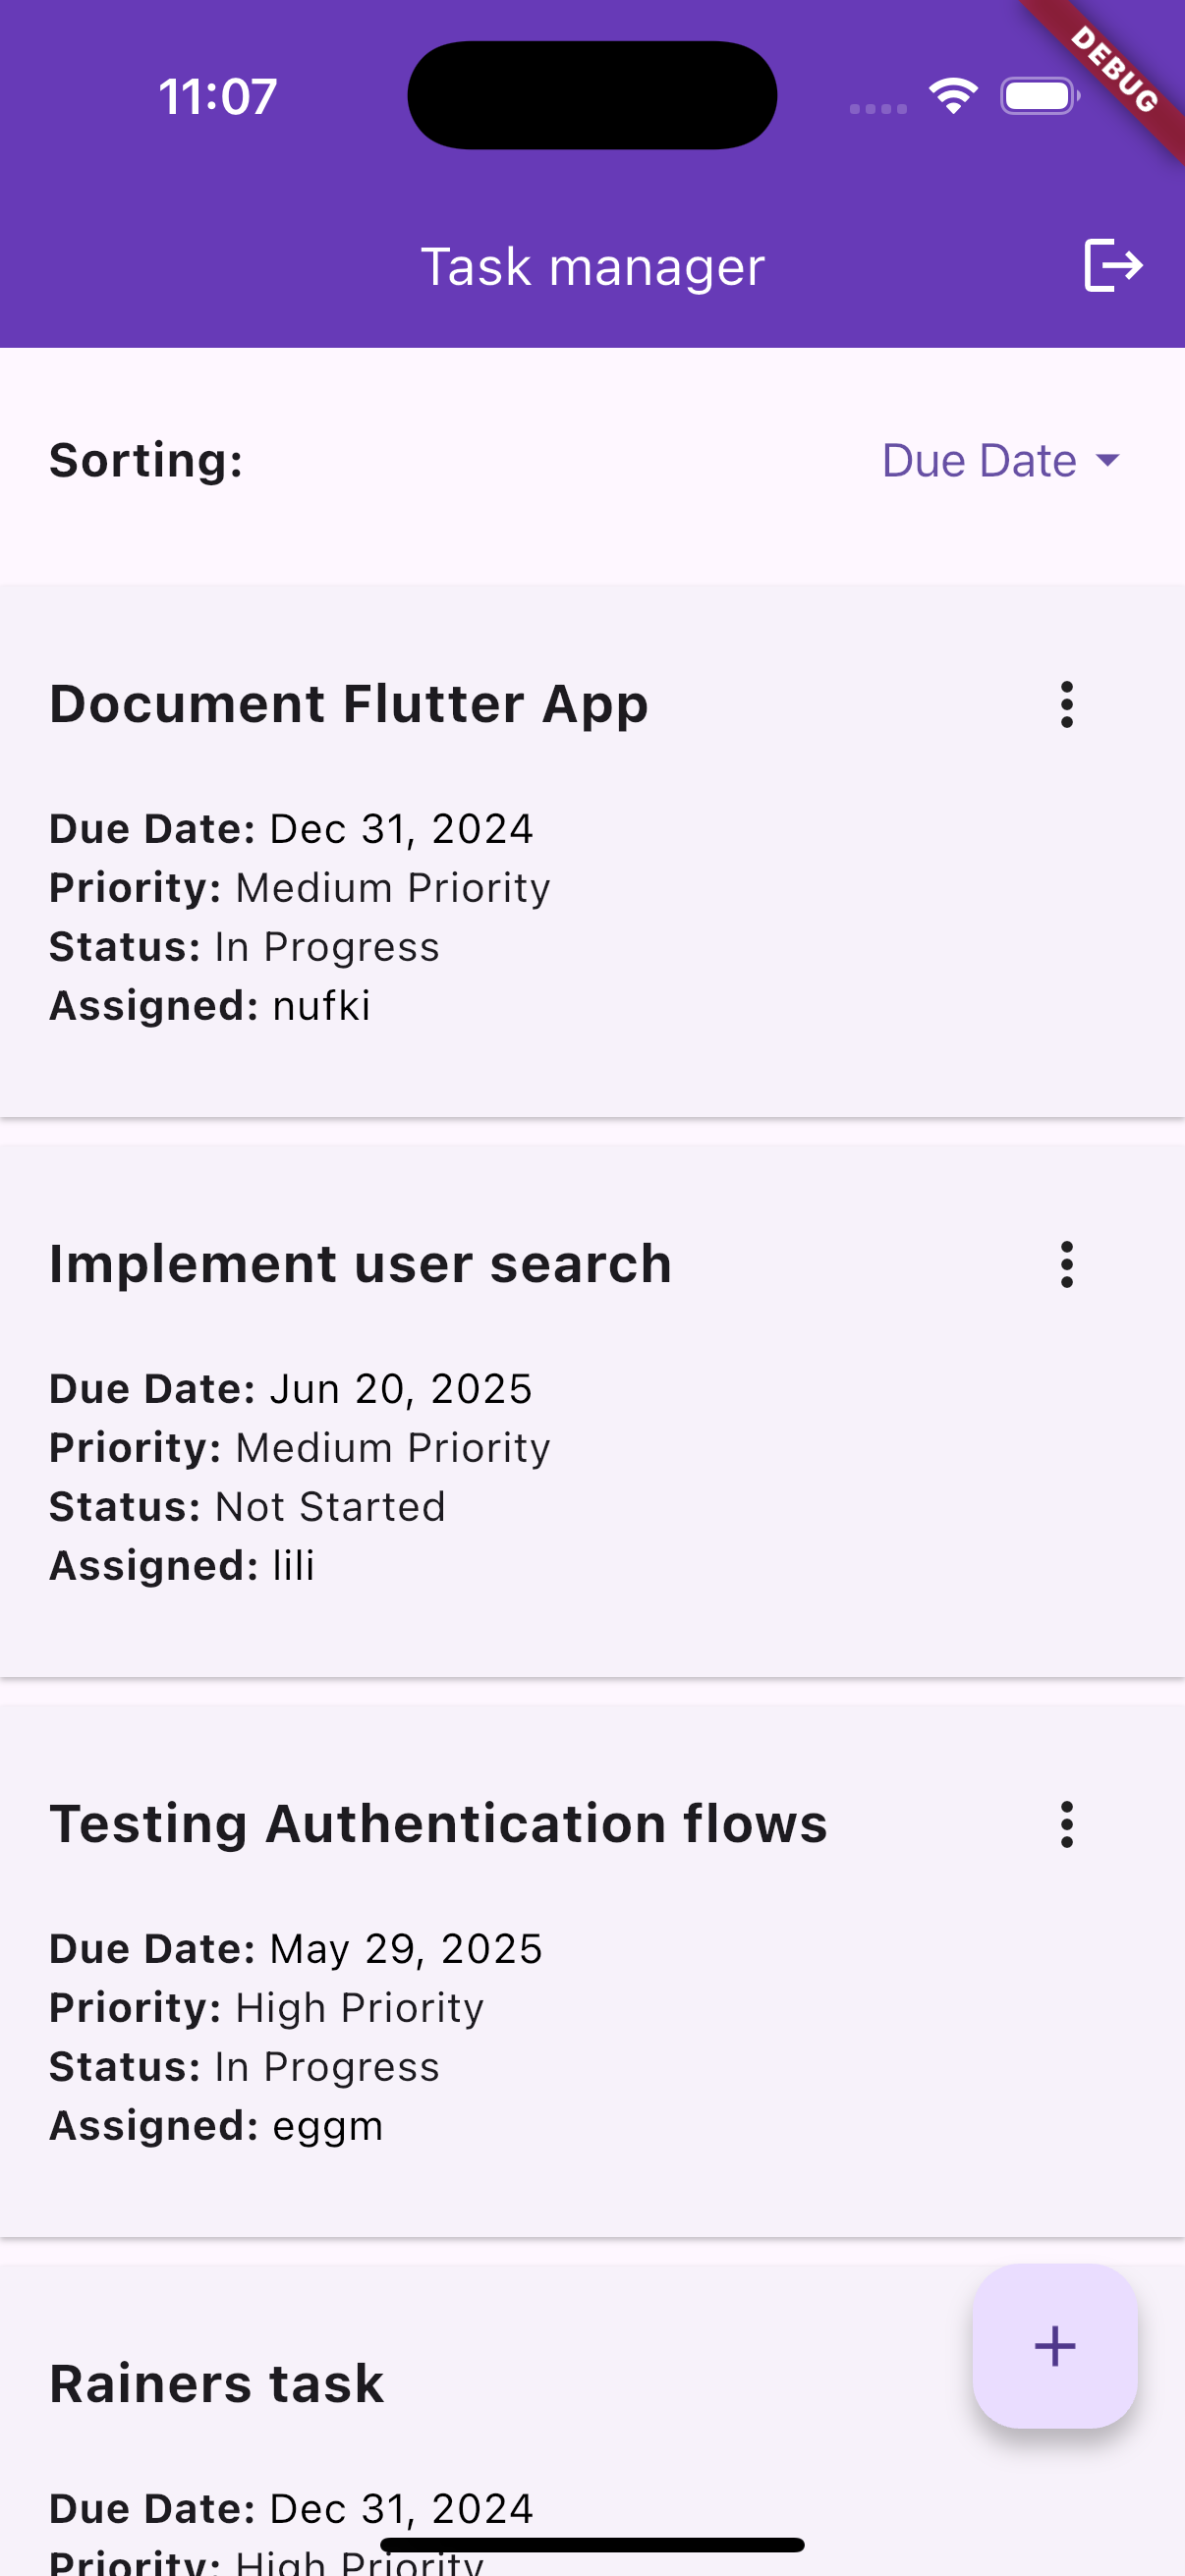 11:07
DEBUG
Task manager
Sorting:
Due Date
Document Flutter App
Due Date: Dec 31, 2024
Priority: Medium Priority
Status: In Progress
Assigned: nufki
Implement user search
Due Date: Jun 20, 2025
Priority: Medium Priority
Status: Not Started
Assigned: lili
Testing Authentication flows
Due Date: May 29, 2025
Priority: High Priority
Status: In Progress
Assigned: eggm
Rainers task
Due Date: Dec 31, 2024
Priority: High Priority